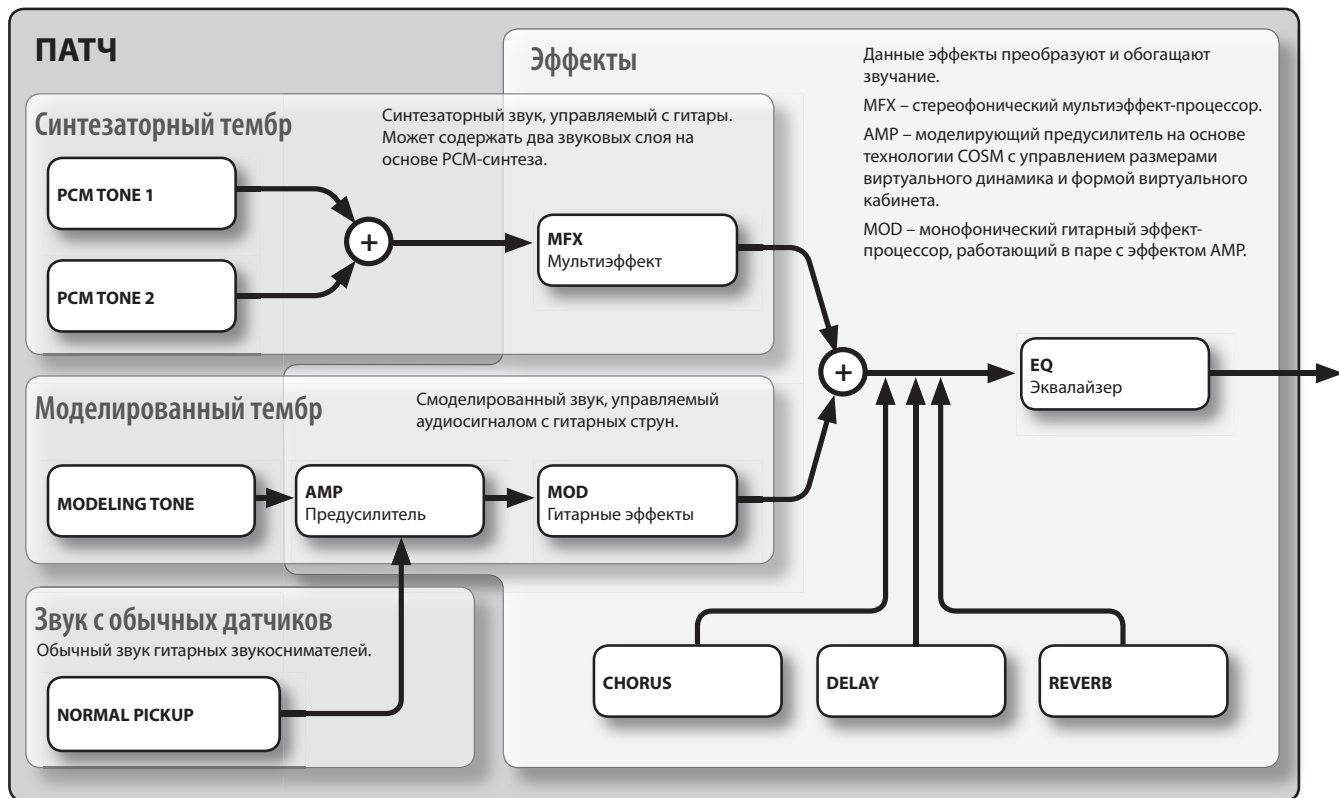 ПАТЧ
Эффекты
Данные эффекты преобразуют и обогащают
звучание.
MFX – стереофонический мультиэффект-процессор.
AMP – моделирующий предусилитель на основе
технологии COSM с управлением размерами
виртуального динамика и формой виртуального
кабинета.
MOD – монофонический гитарный эффект-
процессор, работающий в паре с эффектом AMP.
Синтезаторный тембр
Синтезаторный звук, управляемый с гитары.
Может содержать два звуковых слоя на
основе PCM-синтеза.
PCM TONE 1
PCM TONE 2
+
MFX
Мультиэффект
+
EQ
Эквалайзер
Моделированный тембр
Смоделированный звук, управляемый
аудиосигналом с гитарных струн.
MODELING TONE
AMP
Предусилитель
MOD
Гитарные эффекты
Звук с обычных датчиков
Обычный звук гитарных звукоснимателей.
NORMAL PICKUP
CHORUS
DELAY
REVERB